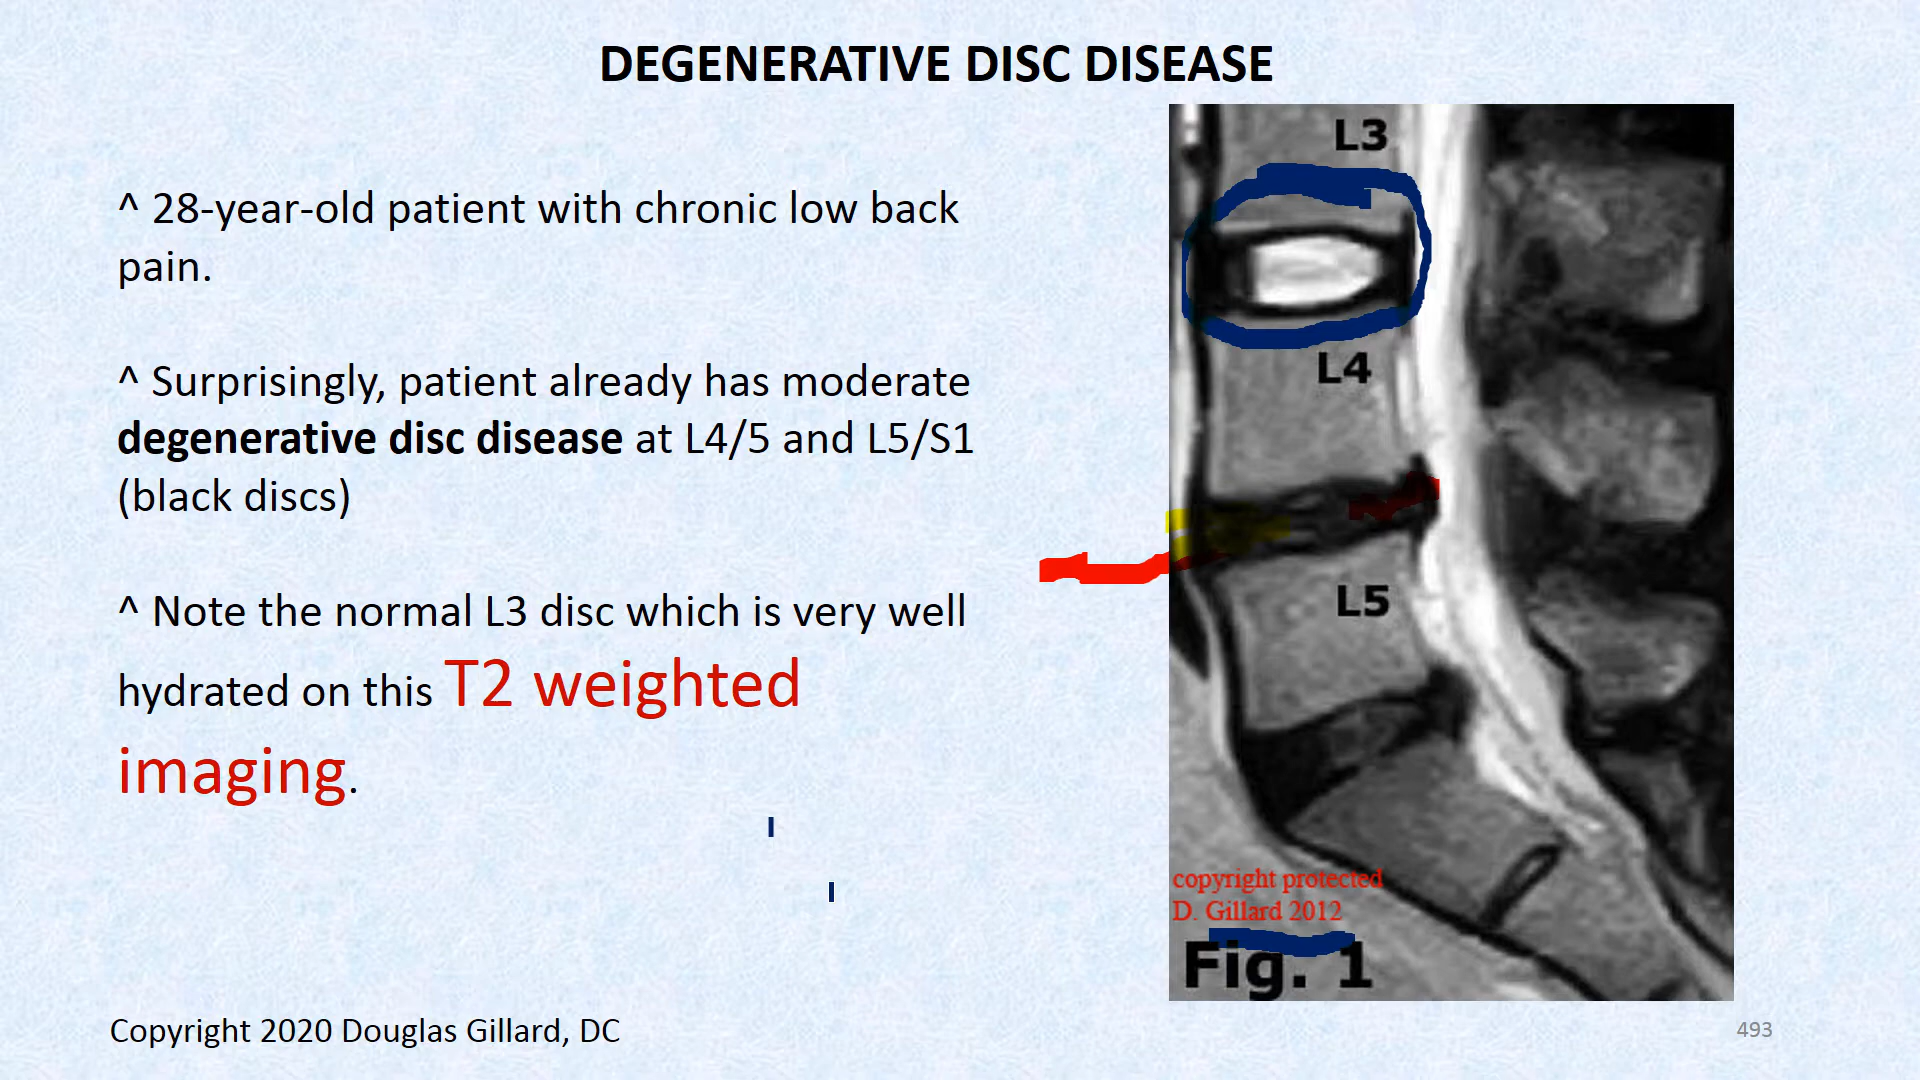 DEGENERATIVE DISC DISEASE
^ 28-year-old patient with chronic low back
pain.
^ Surprisingly, patient already has moderate
degenerative disc disease at L4/5 and L5/S1
(black discs)
^ Note the normal L3 disc which is very well
hydrated on this T2 weighted
imaging.
L3
L4
L5
copyright protected
D. Gillard 2012
Fig. 1
Copyright 2020 Douglas Gillard, DC
493